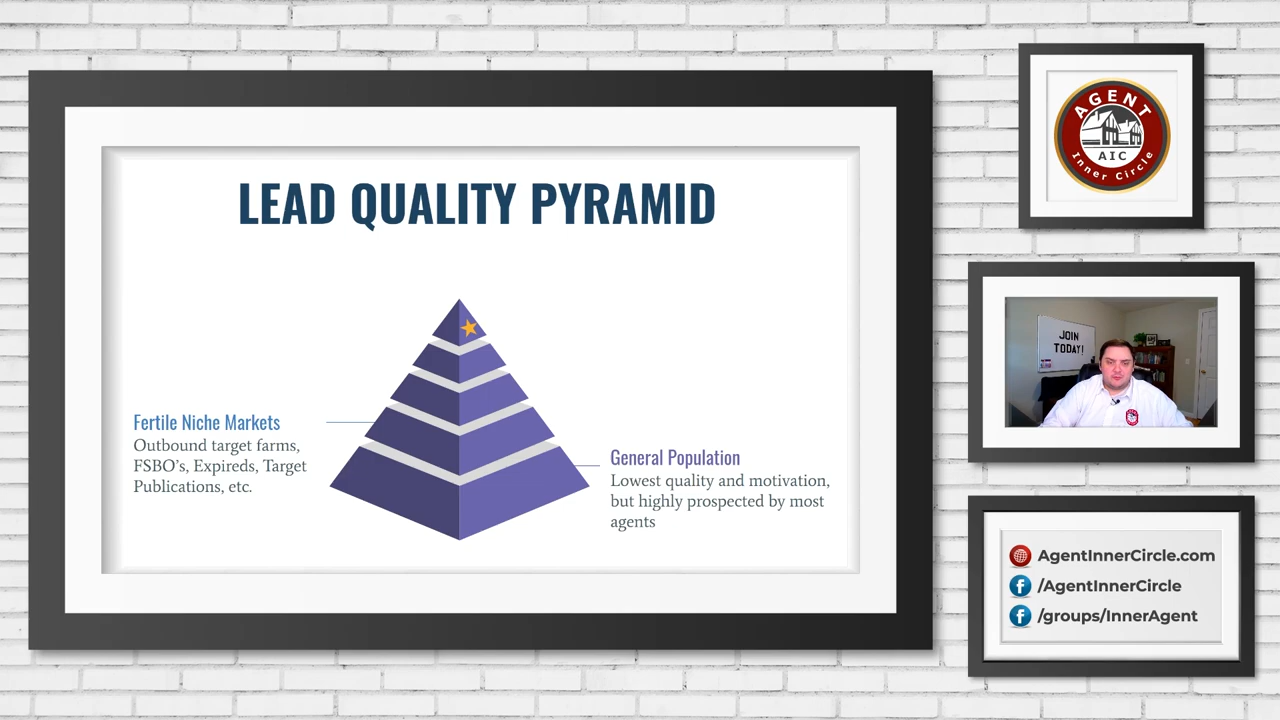 LEAD QUALITY PYRAMID
Fertile Niche Markets
Outbound target farms,
FSBO's, Expireds, Target
Publications, etc.
General Population
Lowest quality and motivation,
but highly prospected by most
agents
AGENT
AIC
Inner Circle
JOIN
TODAY!
AgentInnerCircle.com
/AgentInnerCircle
/groups/InnerAgent